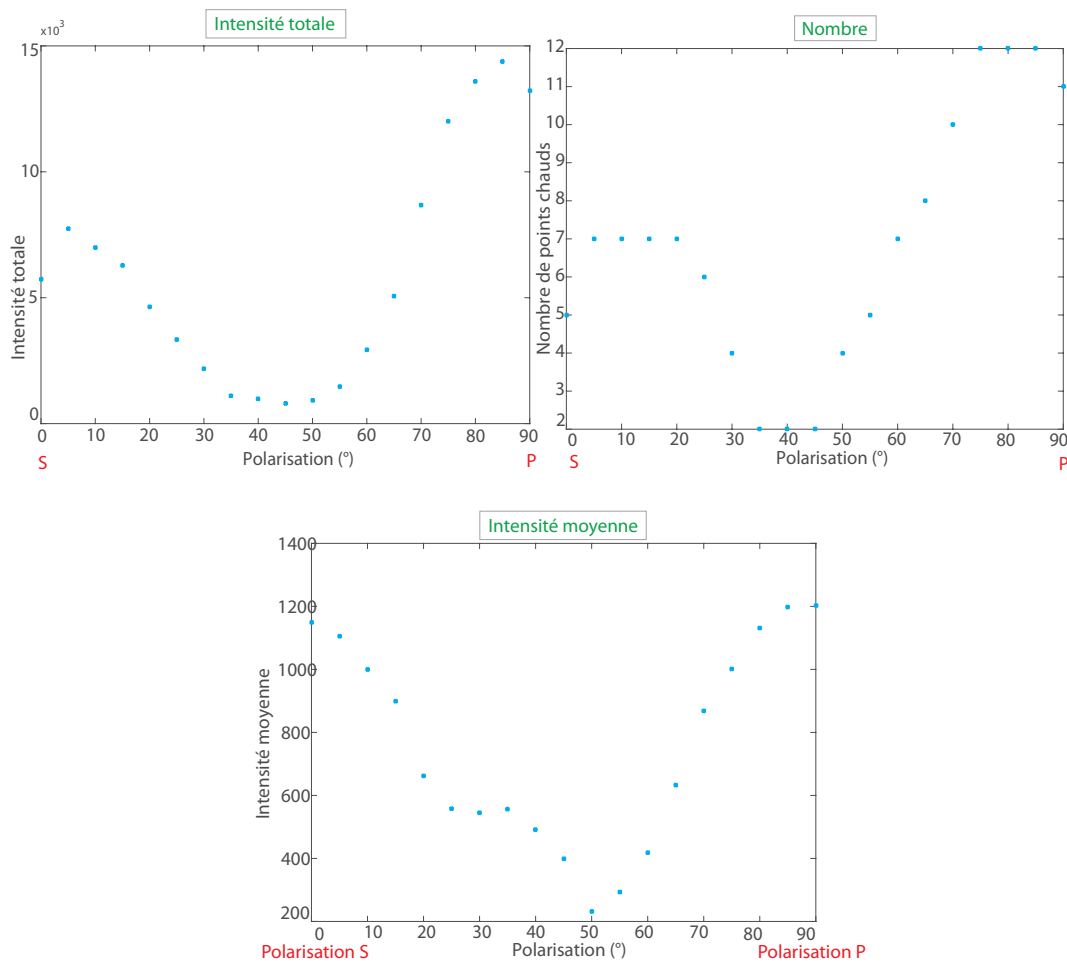 Intensité totale
x10³
15
10
5
0
Intensité totale
0 10 20 30 40 50 60 70 80 90
Polarisation (°)
S P
Nombre
12
11
10
9
8
7
6
5
4
3
2
Nombre de points chauds
0 10 20 30 40 50 60 70 80 90
Polarisation (°)
S P
Intensité moyenne
1400
1200
1000
800
600
400
200
Intensité moyenne
0 10 20 30 40 50 60 70 80 90
Polarisation S Polarisation (°) Polarisation P